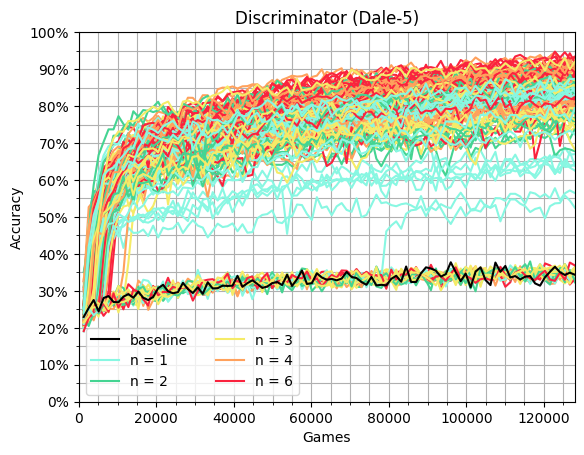 Discriminator (Dale-5)
100%
90%
80%
70%
60%
50%
40%
30%
20%
10%
0%
Accuracy
baseline
n = 1
n = 2
n = 3
n = 4
n = 6
0 20000 40000 60000 80000 100000 120000
Games